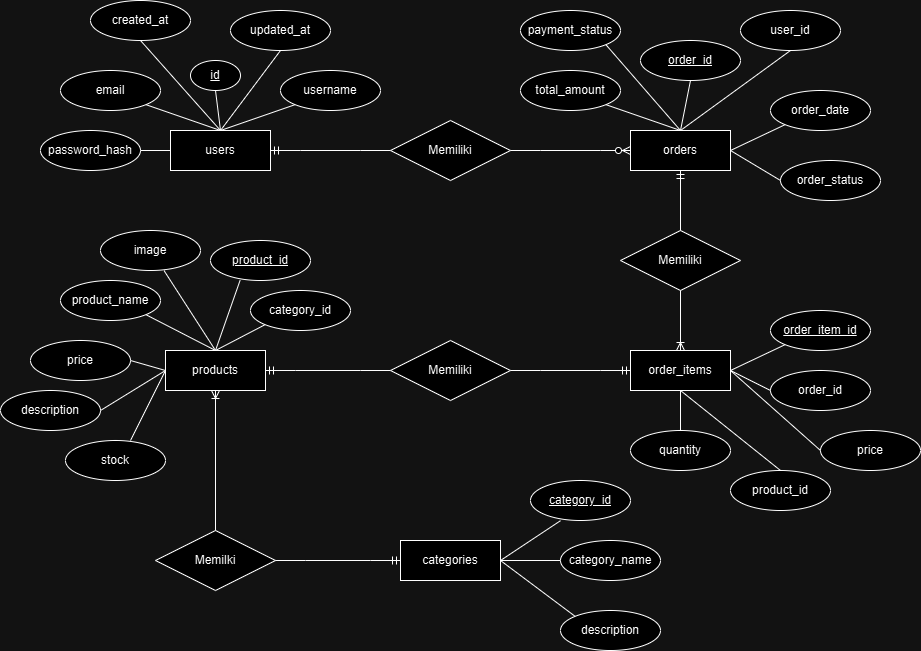 created_at
updated_at
id
email
username
password_hash
users
Memiliki
payment_status
user_id
order_id
total_amount
order_date
orders
order_status
Memiliki
image
product_id
product_name
category_id
price
products
description
stock
Memiliki
order_items
order_item_id
order_id
price
quantity
product_id
Memilki
categories
category_id
category_name
description